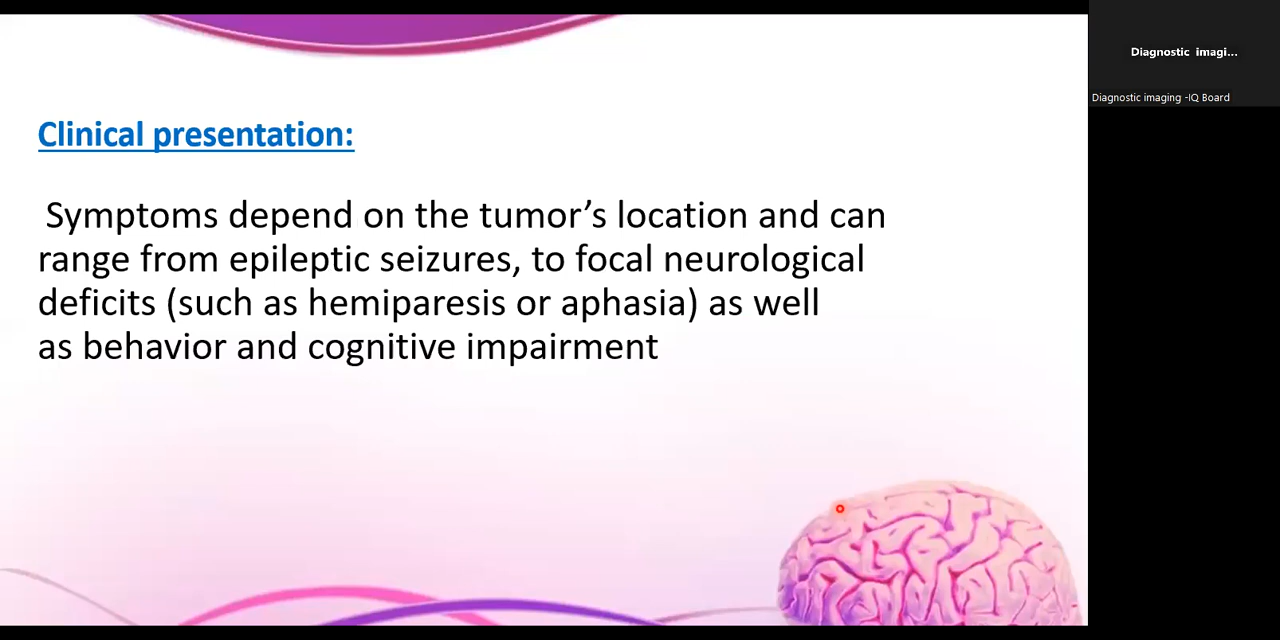 Clinical presentation:
Symptoms depend on the tumor’s location and can
range from epileptic seizures, to focal neurological
deficits (such as hemiparesis or aphasia) as well
as behavior and cognitive impairment
Diagnostic imagi...
Diagnostic imaging -IQ Board